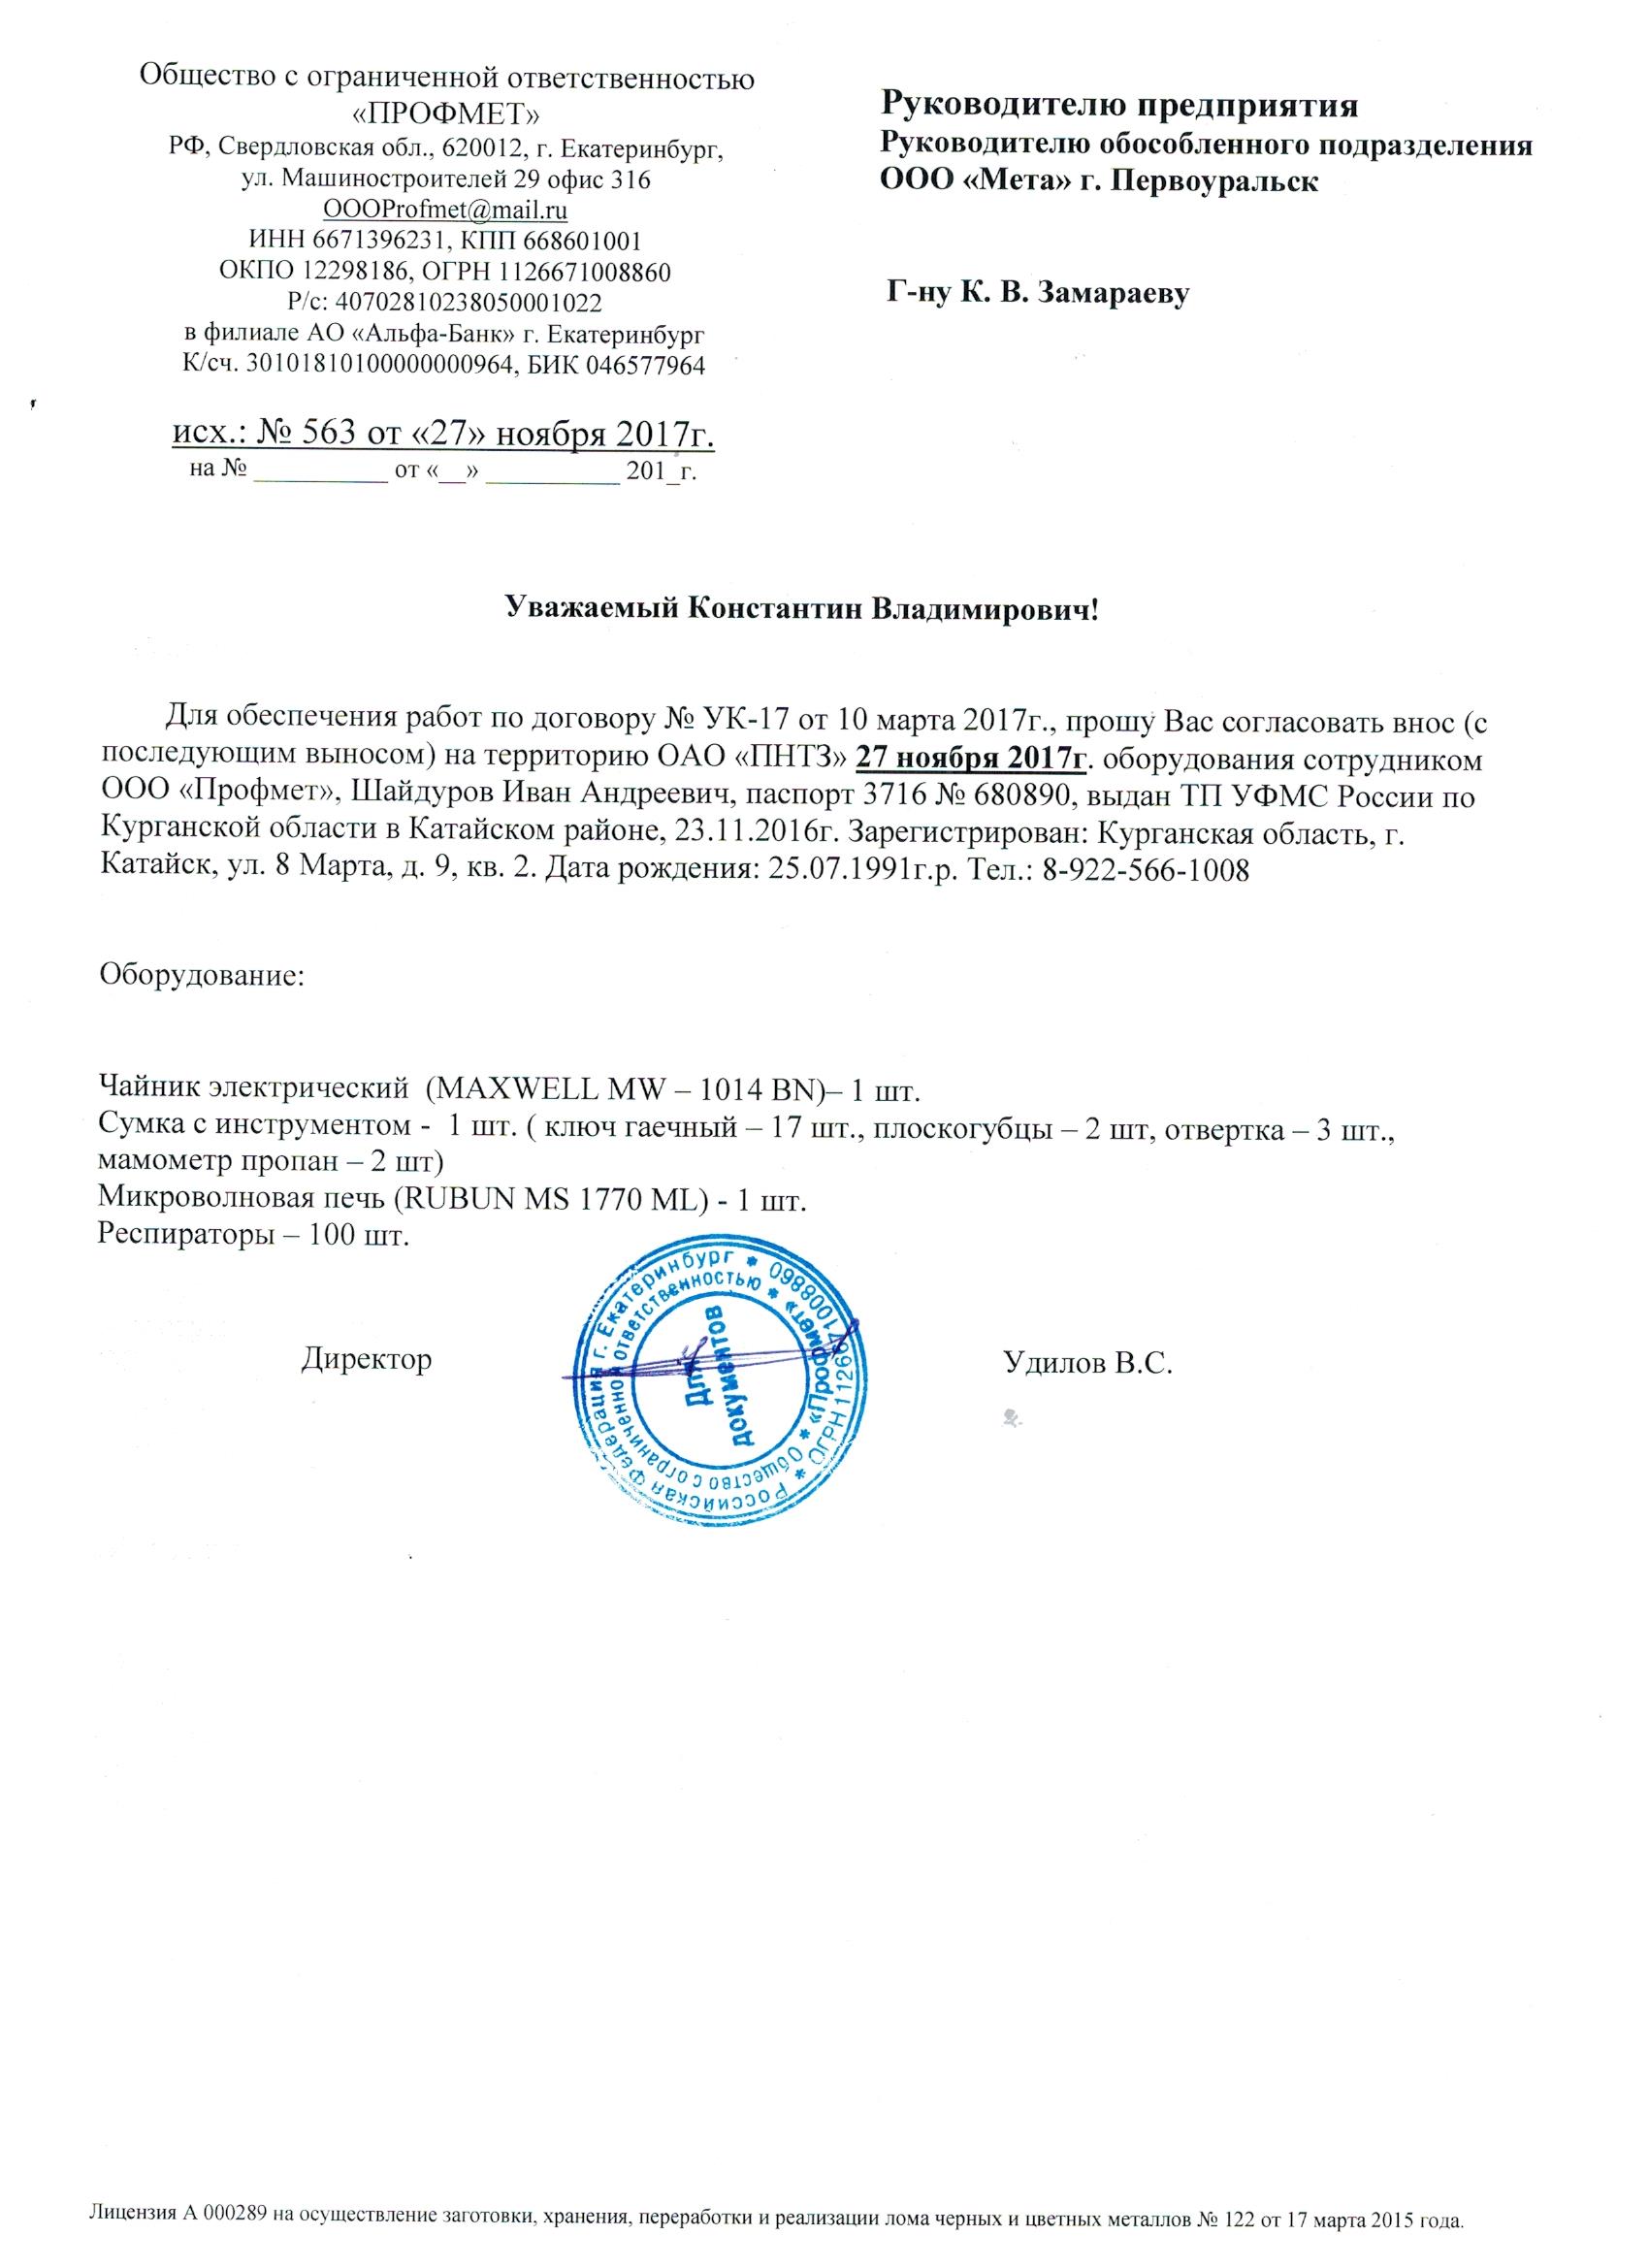 Общество с ограниченной ответственностью
«ПРОФМЕТ»
РФ, Свердловская обл., 620012, г. Екатеринбург,
ул. Машиностроителей 29 офис 316
OOOProfmet@mail.ru
ИНН 6671396231, КПП 668601001
ОКПО 12298186, ОГРН 1126671008860
Р/с: 40702810238050001022
в филиале АО «Альфа-Банк» г. Екатеринбург
К/сч. 30101810100000000964, БИК 046577964
исх.: № 563 от «27» ноября 2017г.
на № __________ от «__» __________ 201_г.
Руководителю предприятия
Руководителю обособленного подразделения
ООО «Мета» г. Первоуральск
Г-ну К. В. Замараеву
Уважаемый Константин Владимирович!
Для обеспечения работ по договору № УК-17 от 10 марта 2017г., прошу Вас согласовать внос (с
последующим выносом) на территорию ОАО «ПНТЗ» 27 ноября 2017г. оборудования сотрудником
ООО «Профмет», Шайдуров Иван Андреевич, паспорт 3716 № 680890, выдан ТП УФМС России по
Курганской области в Катайском районе, 23.11.2016г. Зарегистрирован: Курганская область, г.
Катайск, ул. 8 Марта, д. 9, кв. 2. Дата рождения: 25.07.1991г.р. Тел.: 8-922-566-1008
Оборудование:
Чайник электрический (MAXWELL MW – 1014 BN)– 1 шт.
Сумка с инструментом - 1 шт. ( ключ гаечный – 17 шт., плоскогубцы – 2 шт, отвертка – 3 шт.,
мамометр пропан – 2 шт)
Микроволновая печь (RUBUN MS 1770 ML) - 1 шт.
Респираторы – 100 шт.
Директор
Удилов В.С.
Российская Федерация г. Екатеринбург * ОГРН 1126671008860 *
Общество с ограниченной ответственностью * «Профмет» *
Для
документов
Лицензия А 000289 на осуществление заготовки, хранения, переработки и реализации лома черных и цветных металлов № 122 от 17 марта 2015 года.